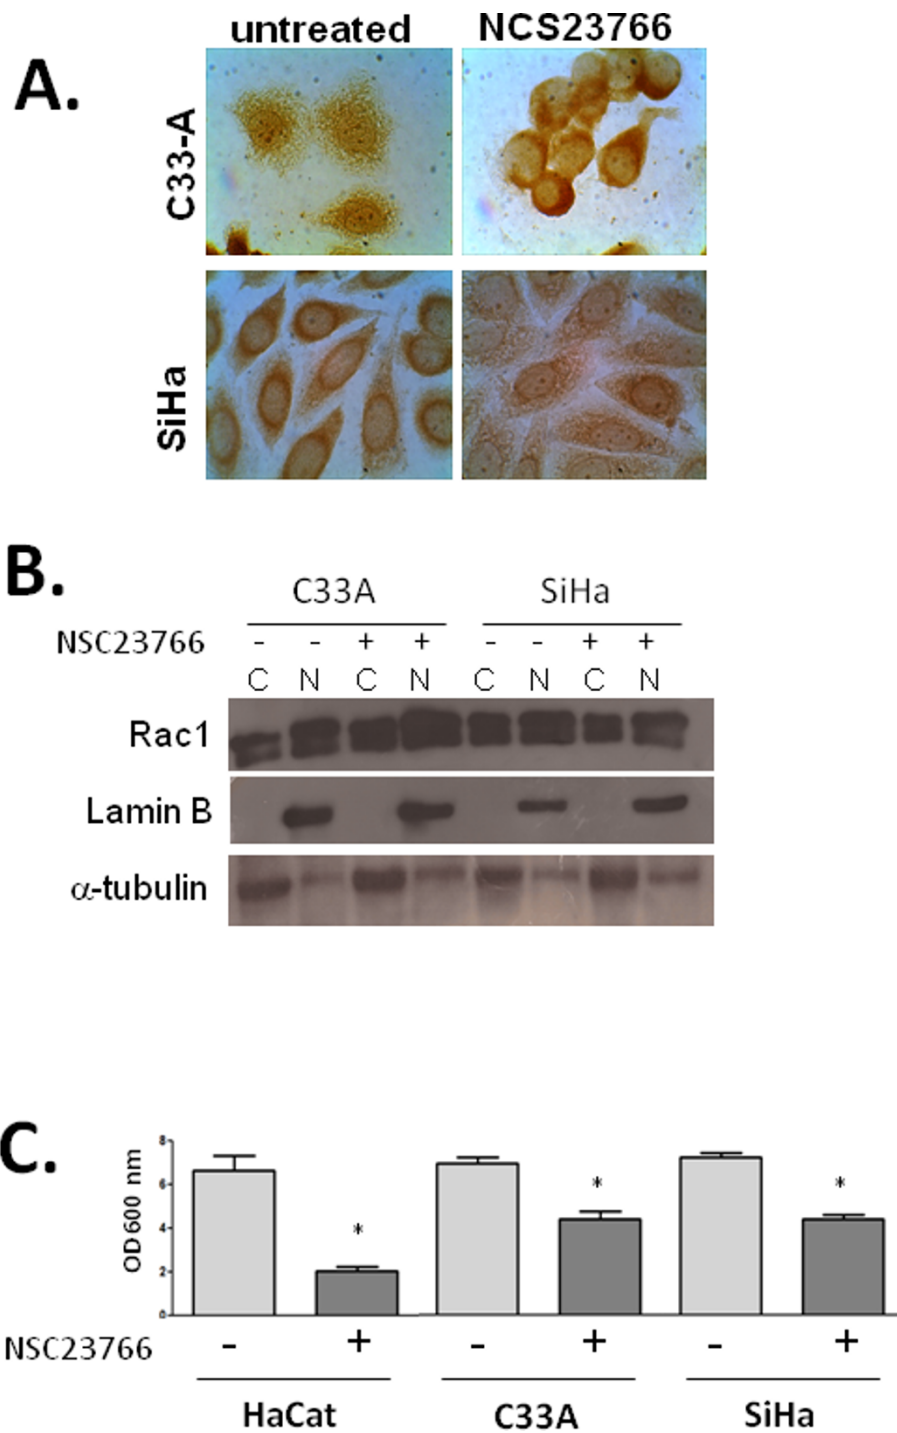 untreated NCS23766
A.
C33-A
SiHa
B.
C33A SiHa
NSC23766 - - + + - - + +
C N C N C N C N
Rac1
Lamin B
α-tubulin
C.
OD600 nm
8
6
4
2
0
* * *
NSC23766 - + - + - +
HaCat C33A SiHa